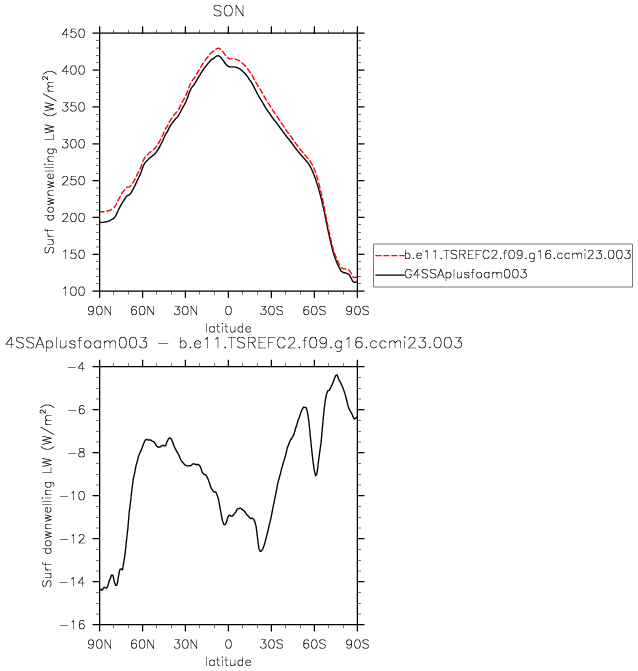 SON
Surf downwelling LW (W/m²)
450
400
350
300
250
200
150
100
90N 60N 30N 0 30S 60S 90S
latitude
b.e11.TSREFC2.f09.g16.ccmi23.003
G4SSAplusfoam003
4SSAplusfoam003 − b.e11.TSREFC2.f09.g16.ccmi23.003
Surf downwelling LW (W/m²)
−4
−6
−8
−10
−12
−14
−16
90N 60N 30N 0 30S 60S 90S
latitude